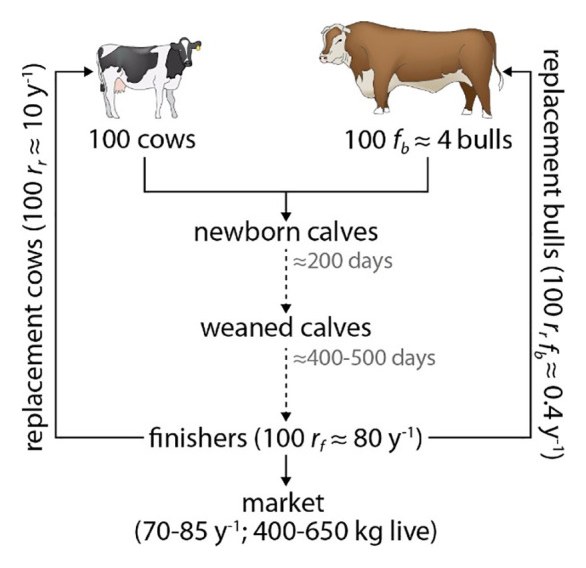 100 cows
100 f_b ≈ 4 bulls
replacement cows (100 r_r ≈ 10 y⁻¹)
replacement bulls (100 r_r f_b ≈ 0.4 y⁻¹)
newborn calves
≈200 days
weaned calves
≈400-500 days
finishers (100 r_f ≈ 80 y⁻¹)
market
(70-85 y⁻¹; 400-650 kg live)